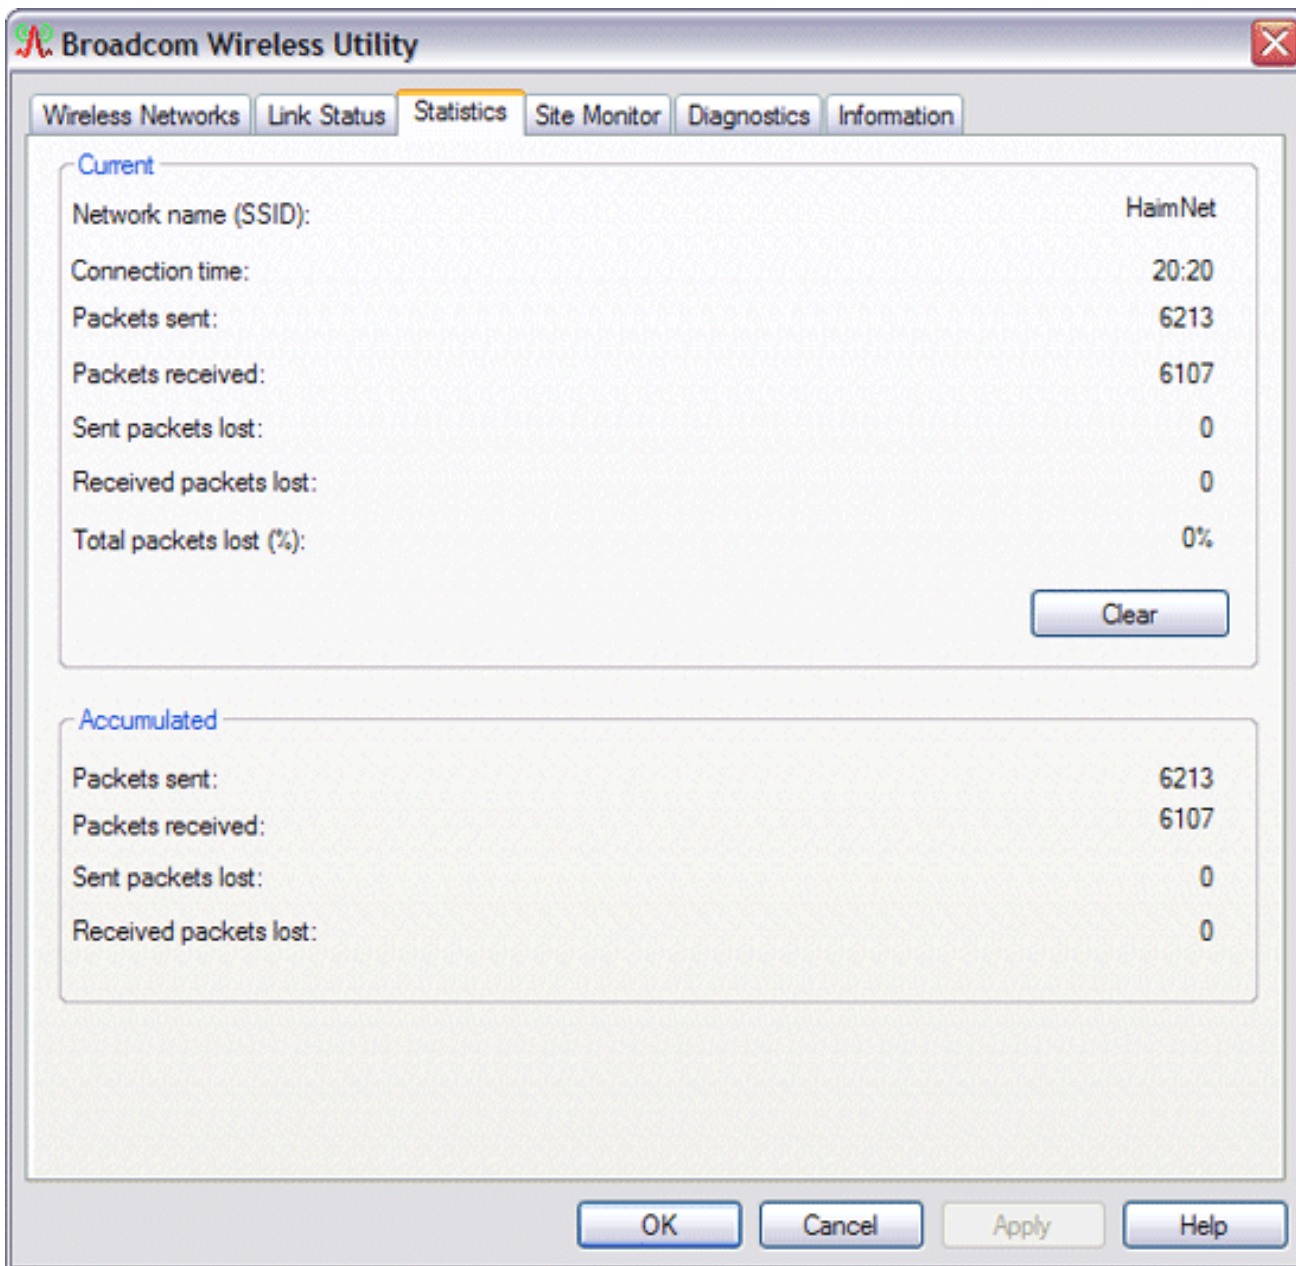 Broadcom Wireless Utility
Wireless Networks Link Status Statistics Site Monitor Diagnostics Information
Current
Network name (SSID): HaimNet
Connection time: 20:20
Packets sent: 6213
Packets received: 6107
Sent packets lost: 0
Received packets lost: 0
Total packets lost (%): 0%
Clear
Accumulated
Packets sent: 6213
Packets received: 6107
Sent packets lost: 0
Received packets lost: 0
OK Cancel Apply Help